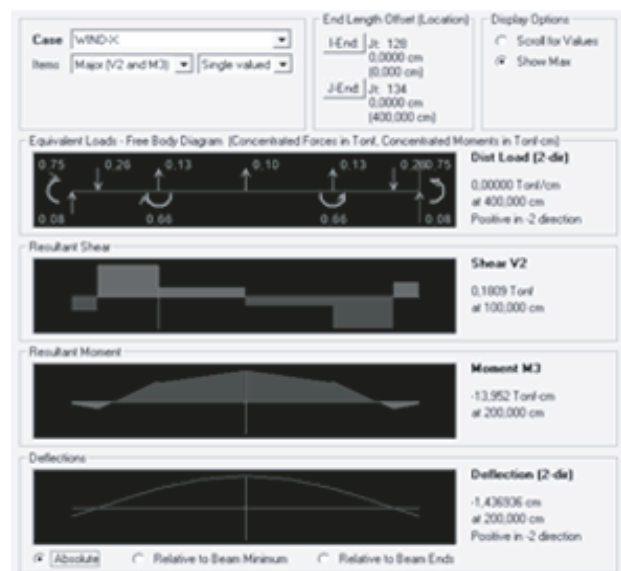 End Length Offset (Location)
Display Options
Case WIND-X
Items Major (V2 and M3) Single valued
I-End: Jt: 128
0,0000 cm
(0,000 cm)
J-End: Jt: 134
0,0000 cm
(400,000 cm)
Scroll for Values
Show Max
Equivalent Loads - Free Body Diagram (Concentrated Forces in Tonf, Concentrated Moments in Tonf-cm)
0.75 0.26 0.13 0.10 0.13 0.75
0.08 0.66 0.66 0.08
Dist Load (2-dir)
0,00000 Tonf/cm
at 400,000 cm
Positive in -2 direction
Resultant Shear
Shear V2
0,1809 Tonf
at 100,000 cm
Resultant Moment
Moment M3
-13,952 Tonf-cm
at 200,000 cm
Deflections
Deflection (2-dir)
-1,436936 cm
at 200,000 cm
Positive in -2 direction
Absolute Relative to Beam Minimum Relative to Beam Ends